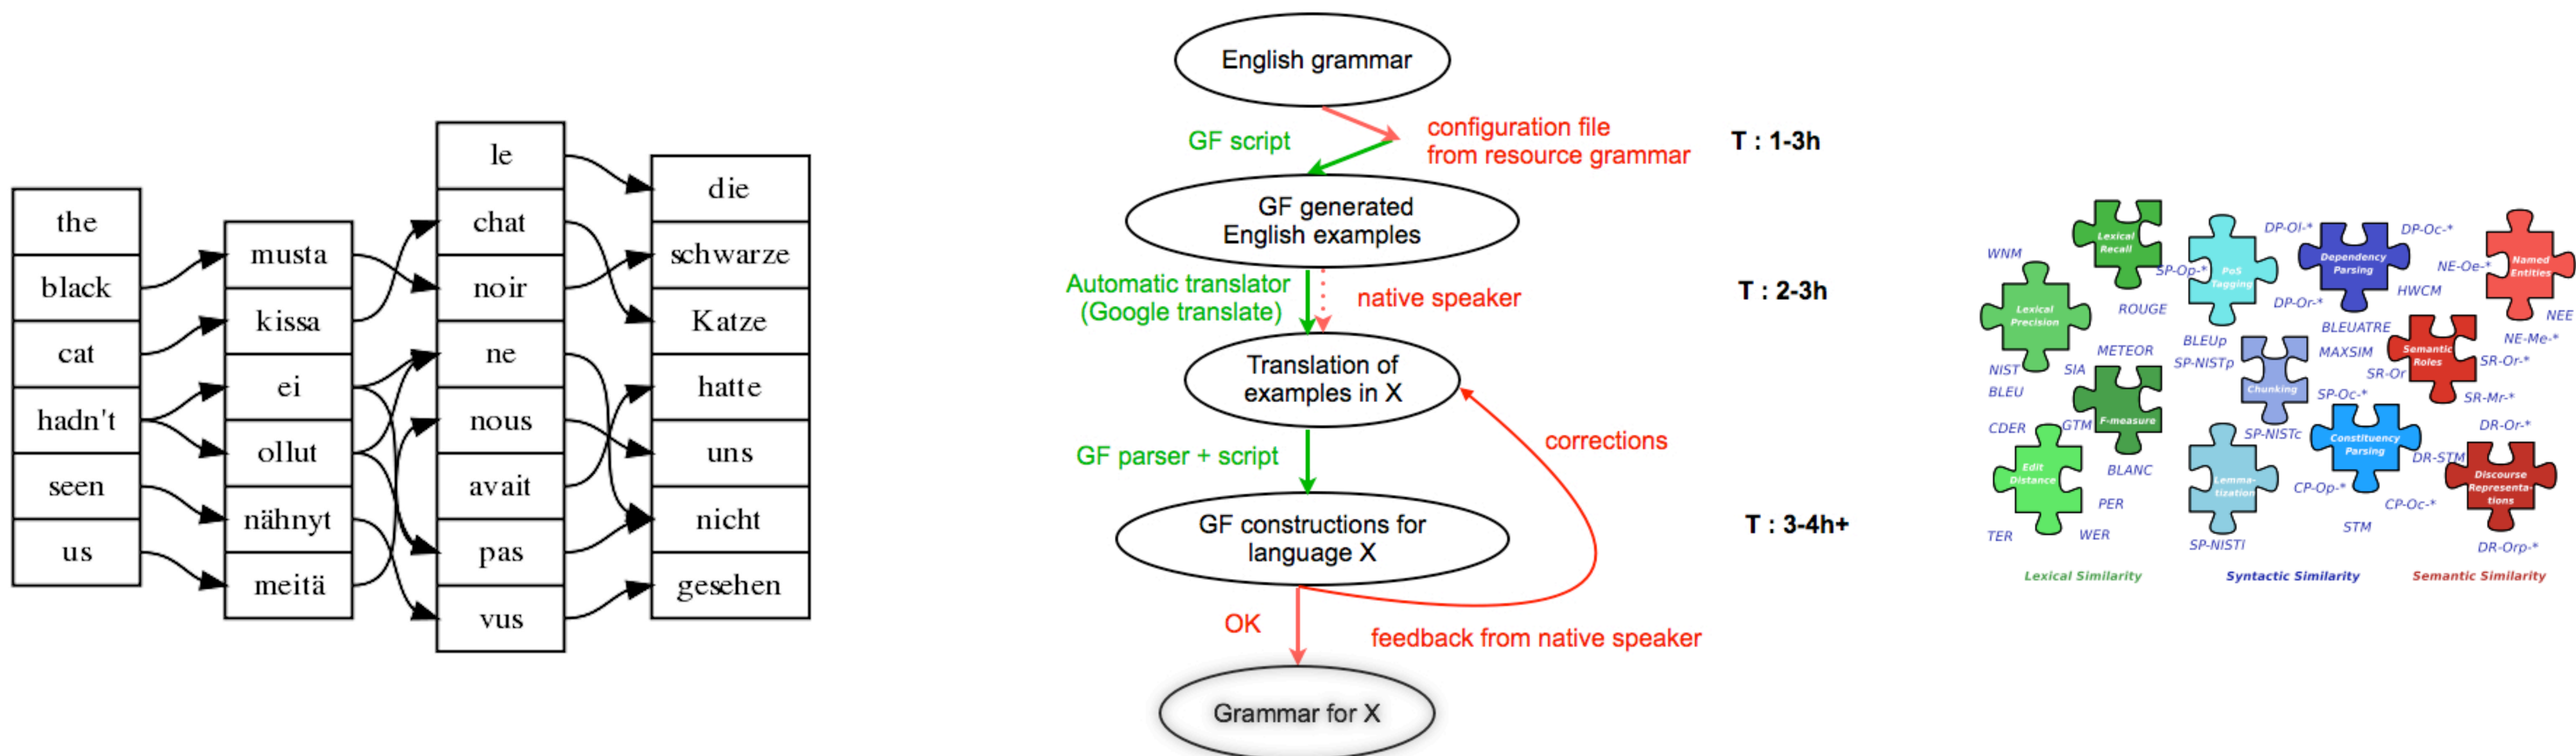 the
black
cat
hadn't
seen
us
musta
kissa
ei
ollut
nähnyt
meitä
le
chat
noir
ne
nous
avait
pas
vus
die
schwarze
Katze
hatte
uns
nicht
gesehen
English grammar
GF script
configuration file
from resource grammar
T : 1-3h
GF generated
English examples
Automatic translator
(Google translate)
native speaker
T : 2-3h
Translation of
examples in X
GF parser + script
corrections
GF constructions for
language X
T : 3-4h+
OK
feedback from native speaker
Grammar for X
WNM
Lexical
Recall
ROUGE
Lexical
Precision
NIST
BLEU
METEOR
SIA
CDER
GTM
F-measure
BLANC
Edit
Distance
PER
WER
TER
Lexical Similarity
SP-Op-*
PoS
Tagging
DP-Ol-*
Dependency
Parsing
DP-Oc-*
DP-Or-*
HWCM
BLEUATRE
BLEUp
SP-NISTp
MAXSIM
Chunking
SP-Oc-*
SP-NISTc
Constituency
Parsing
Lemma-
tization
CP-Op-*
CP-Oc-*
STM
SP-NISTl
Syntactic Similarity
NE-Oe-*
Named
Entities
NEE
NE-Me-*
Semantic
Roles
SR-Or-*
SR-Or
SR-Mr-*
DR-Or-*
DR-STM
Discourse
Representa-
tions
DR-Orp-*
Semantic Similarity